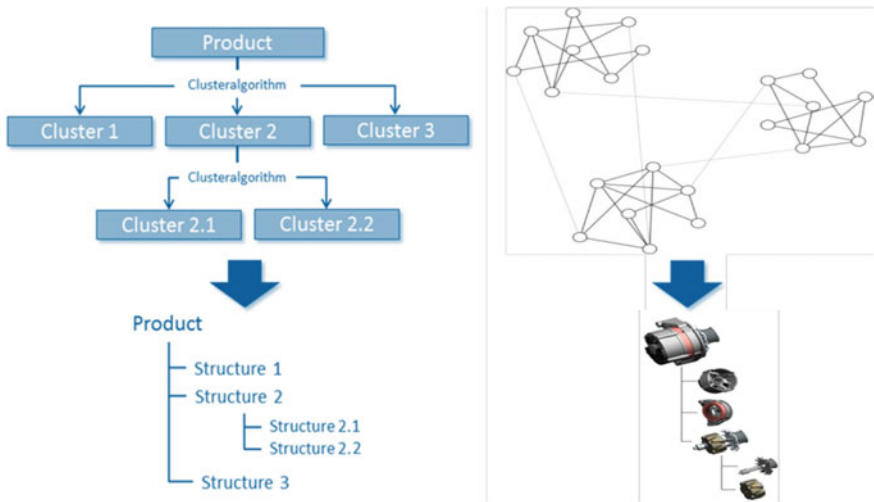 Product
Clusteralgorithm
Cluster 1 Cluster 2 Cluster 3
Clusteralgorithm
Cluster 2.1 Cluster 2.2
Product
Structure 1
Structure 2
Structure 2.1
Structure 2.2
Structure 3